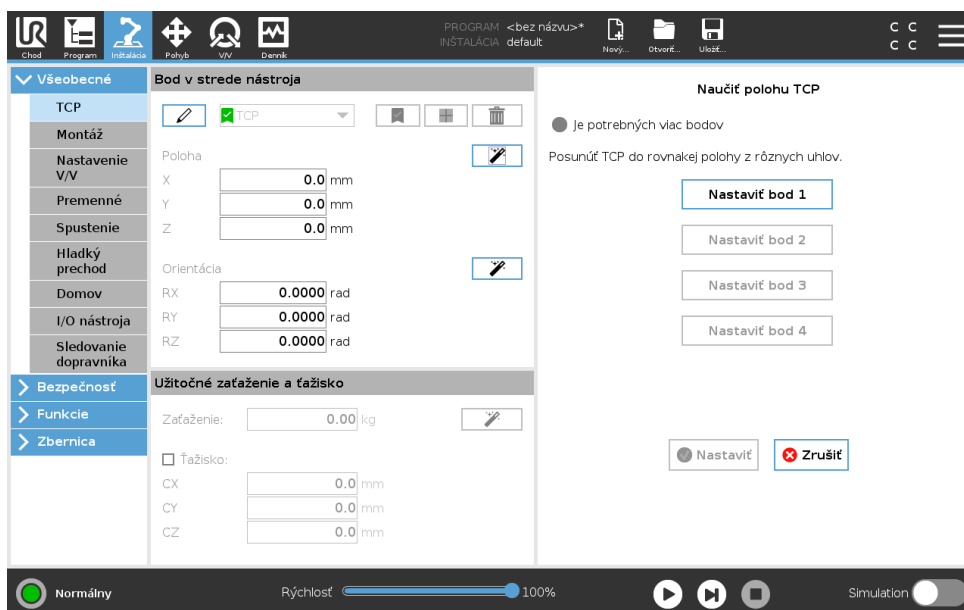 PROGRAM <bez názvu>*
INŠTALÁCIA default
Chod Program Inštalácia Pohyb V/V Denník
Nový... Otvoriť... Uložiť...
C C
C C
Všeobecné
TCP
Montáž
Nastavenie
V/V
Premenné
Spustenie
Hladký
prechod
Domov
I/O nástroja
Sledovanie
dopravníka
Bezpečnosť
Funkcie
Zbernica
Bod v strede nástroja
TCP
Poloha
X 0.0 mm
Y 0.0 mm
Z 0.0 mm
Orientácia
RX 0.0000 rad
RY 0.0000 rad
RZ 0.0000 rad
Užitočné zaťaženie a ťažisko
Zaťaženie: 0.00 kg
Ťažisko:
CX 0.0 mm
CY 0.0 mm
CZ 0.0 mm
Naučiť polohu TCP
Je potrebných viac bodov
Posunúť TCP do rovnakej polohy z rôznych uhlov.
Nastaviť bod 1
Nastaviť bod 2
Nastaviť bod 3
Nastaviť bod 4
Nastaviť Zrušiť
Normálny Rýchlosť 100% Simulation